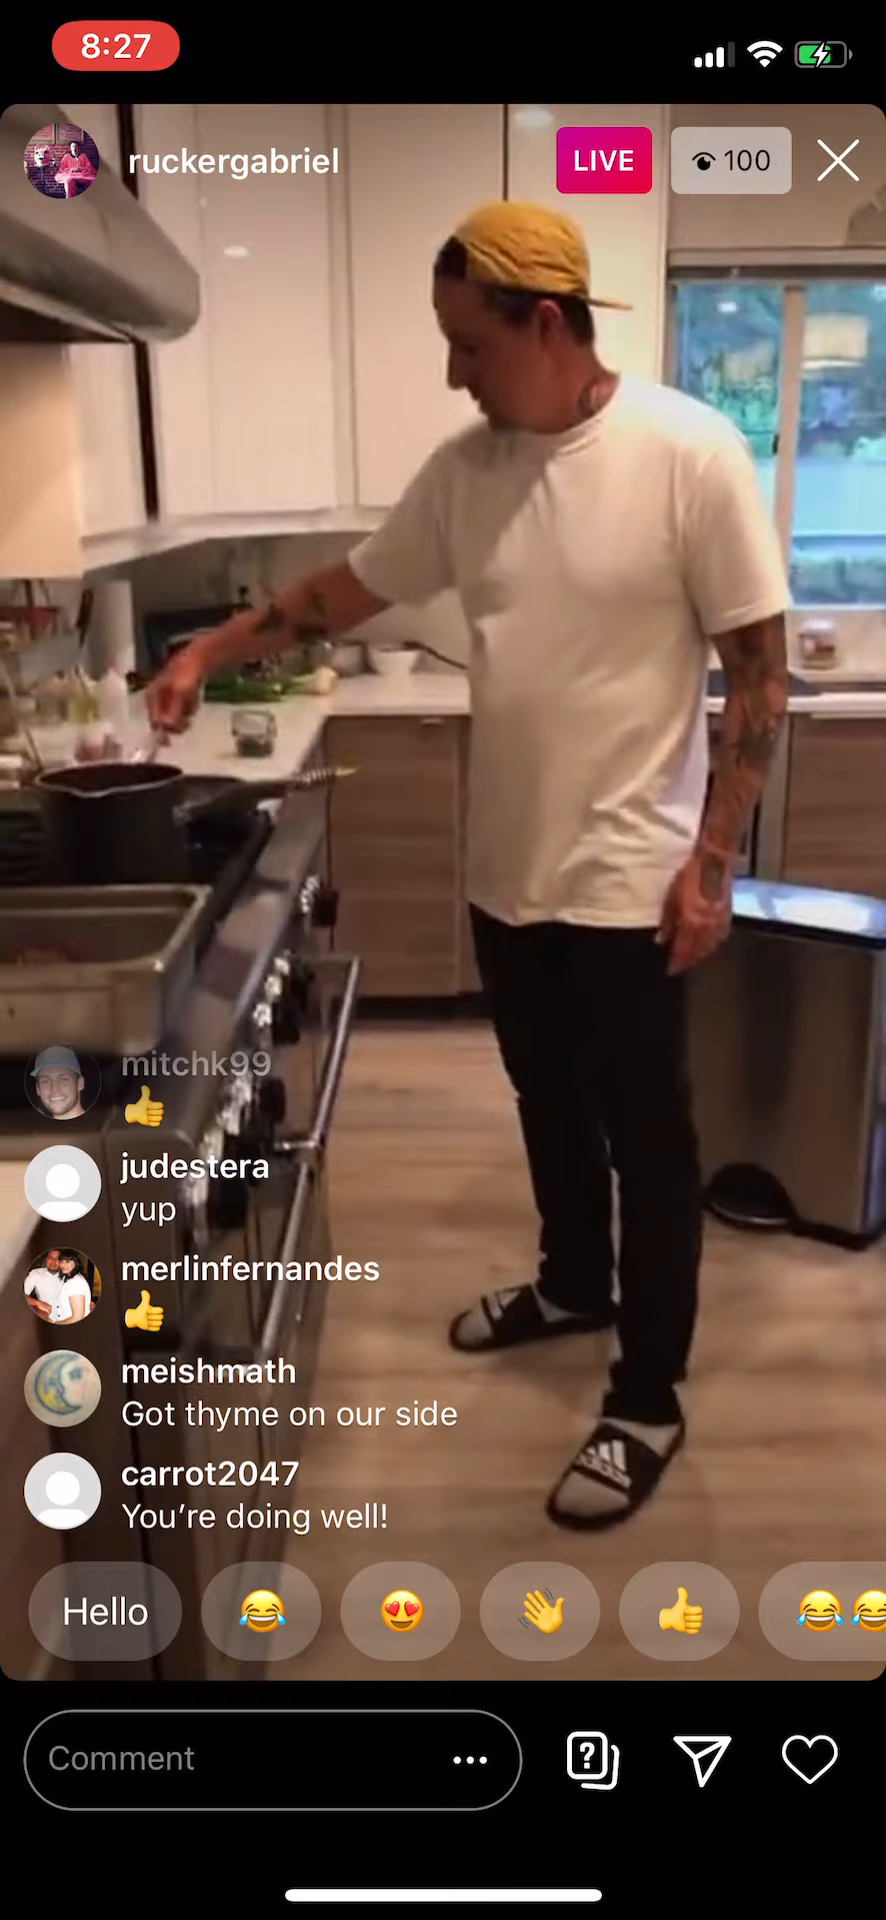 8:27
ruckergabriel
LIVE
100
mitchk99
👍
judestera
yup
merlinfernandes
👍
meishmath
Got thyme on our side
carrot2047
You’re doing well!
Hello 😂 😍 👋 👍 😂😂
Comment
?